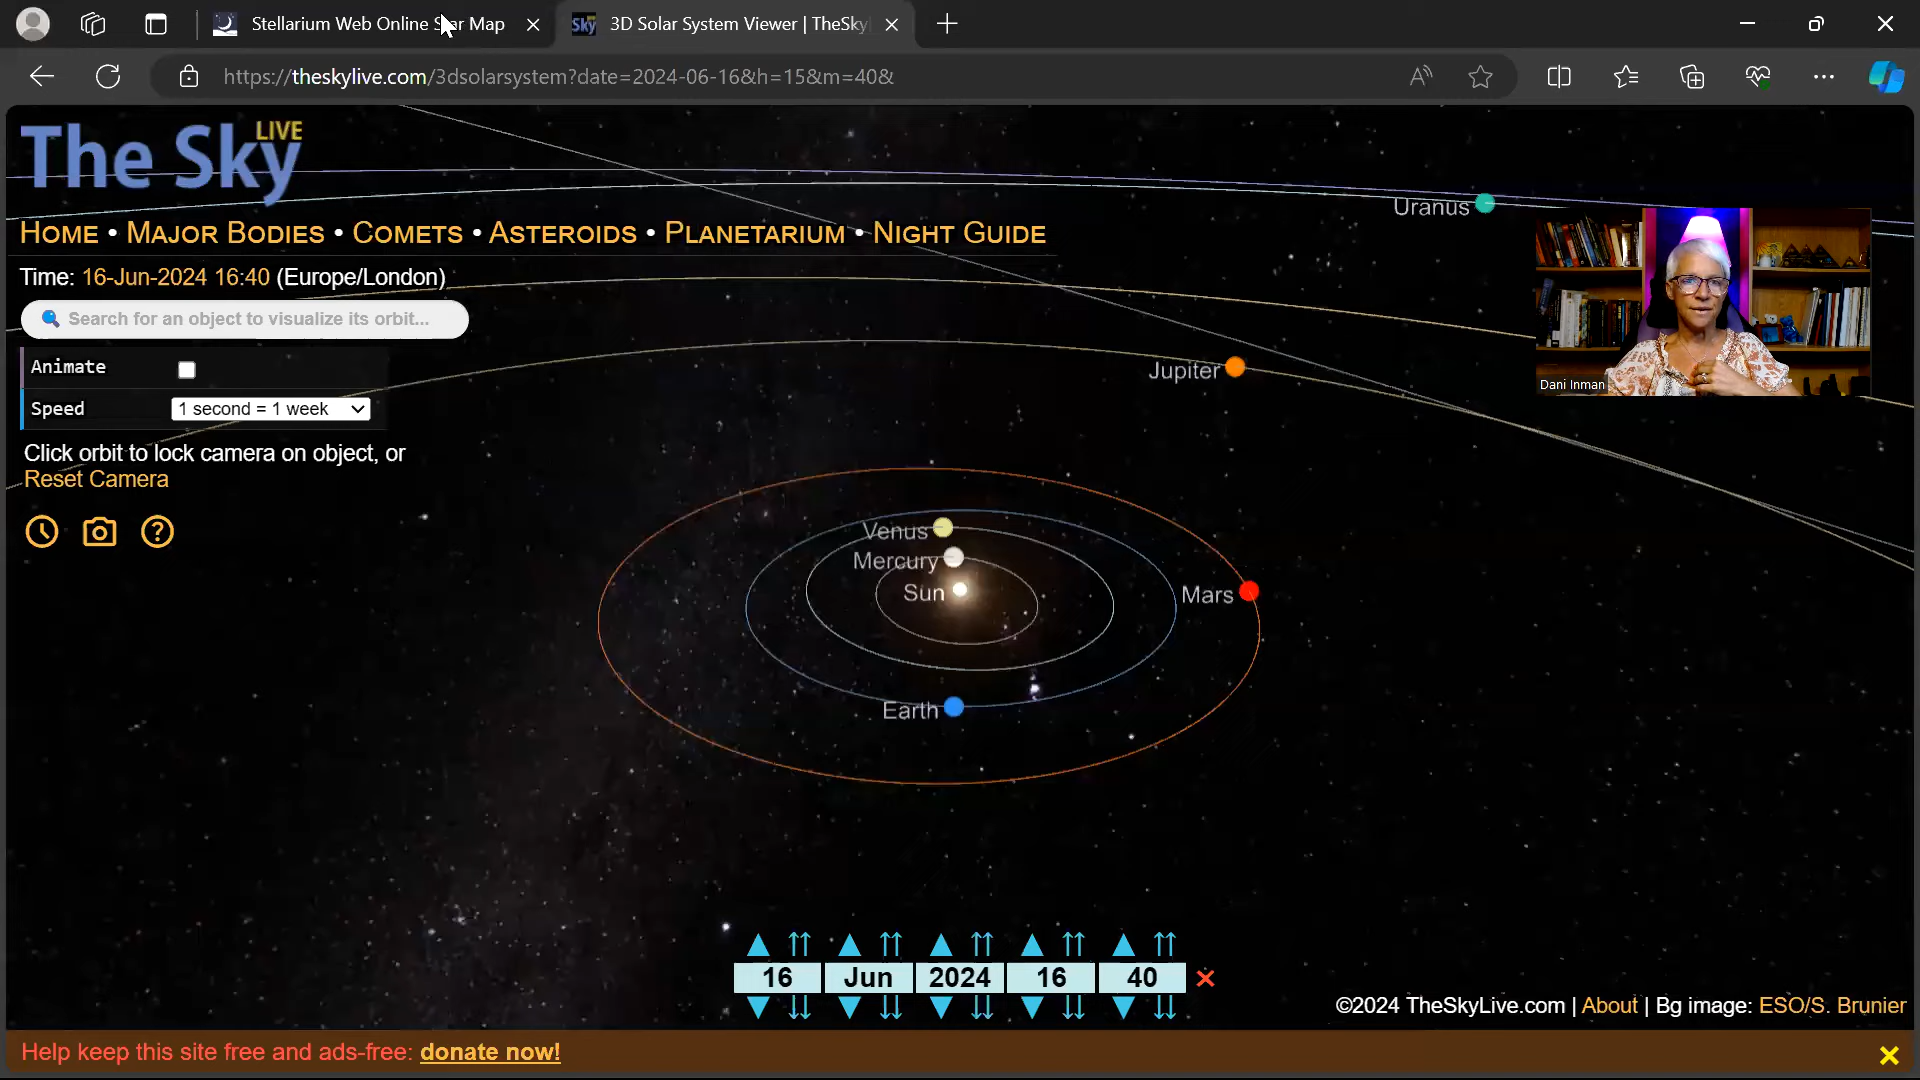 Stellarium Web Online Star Map
3D Solar System Viewer | TheSky
https://theskylive.com/3dsolarsystem?date=2024-06-16&h=15&m=40&
The Sky LIVE
HOME • MAJOR BODIES • COMETS • ASTEROIDS • PLANETARIUM • NIGHT GUIDE
Time: 16-Jun-2024 16:40 (Europe/London)
Search for an object to visualize its orbit...
Animate
Speed 1 second = 1 week
Click orbit to lock camera on object, or
Reset Camera
Uranus
Jupiter
Dani Inman
Venus
Mercury
Sun
Mars
Earth
16 Jun 2024 16 40
©2024 TheSkyLive.com | About | Bg image: ESO/S. Brunier
Help keep this site free and ads-free: donate now!